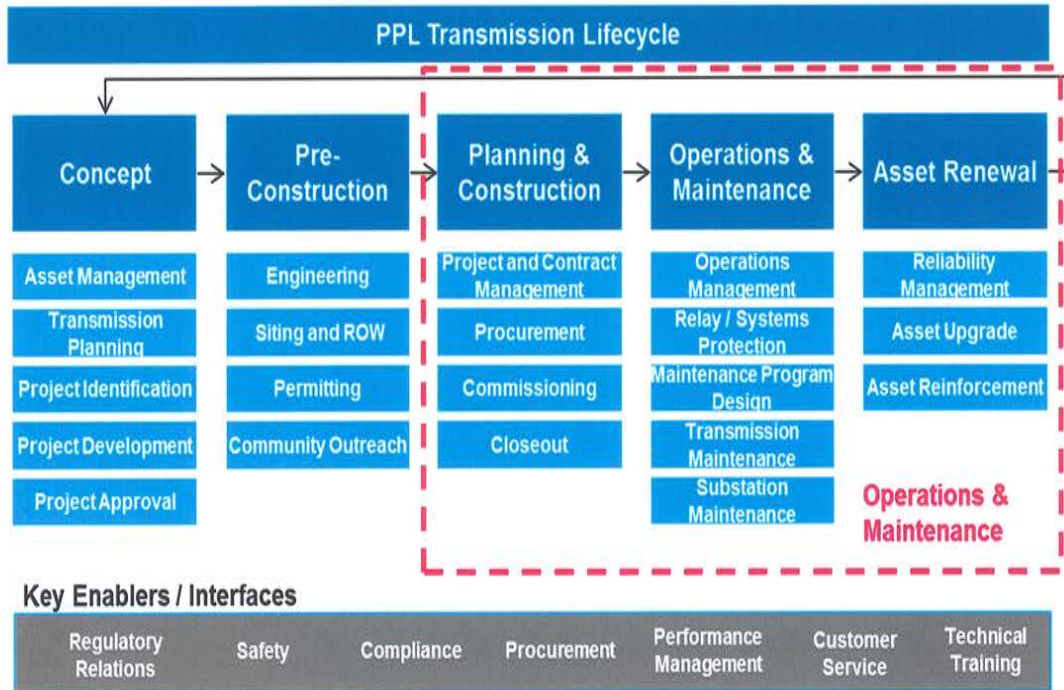 PPL Transmission Lifecycle
Concept
Pre-
Construction
Planning &
Construction
Operations &
Maintenance
Asset Renewal
Asset Management
Transmission
Planning
Project Identification
Project Development
Project Approval
Engineering
Siting and ROW
Permitting
Community Outreach
Project and Contract
Management
Procurement
Commissioning
Closeout
Operations
Management
Relay / Systems
Protection
Maintenance Program
Design
Transmission
Maintenance
Substation
Maintenance
Reliability
Management
Asset Upgrade
Asset Reinforcement
Operations &
Maintenance
Key Enablers / Interfaces
Regulatory
Relations
Safety
Compliance
Procurement
Performance
Management
Customer
Service
Technical
Training